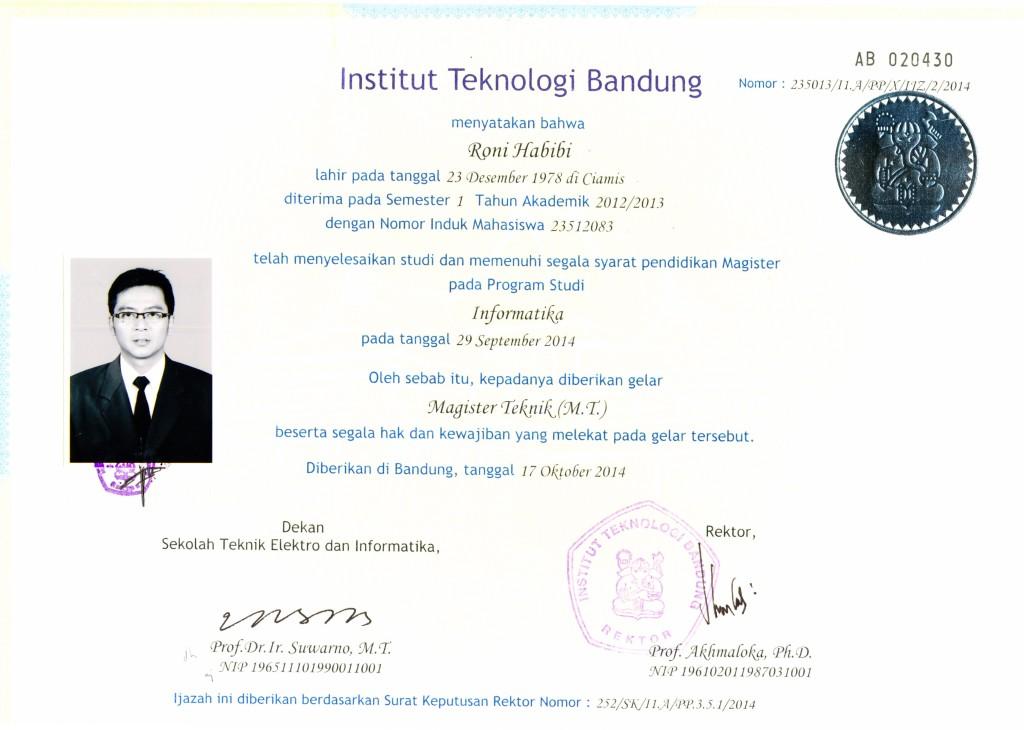 AB 020430
Institut Teknologi Bandung
Nomor : 235013/I1.A/PP/X/IJZ/2/2014
menyatakan bahwa
Roni Habibi
lahir pada tanggal 23 Desember 1978 di Ciamis
diterima pada Semester 1 Tahun Akademik 2012/2013
dengan Nomor Induk Mahasiswa 23512083
telah menyelesaikan studi dan memenuhi segala syarat pendidikan Magister
pada Program Studi
Informatika
pada tanggal 29 September 2014
Oleh sebab itu, kepadanya diberikan gelar
Magister Teknik (M.T.)
beserta segala hak dan kewajiban yang melekat pada gelar tersebut.
Diberikan di Bandung, tanggal 17 Oktober 2014
Dekan
Sekolah Teknik Elektro dan Informatika,
Rektor,
INSTITUT TEKNOLOGI BANDUNG
REKTOR
Prof.Dr.Ir. Suwarno, M.T.
NIP 196511101990011001
Prof. Akhmaloka, Ph.D.
NIP 196102011987031001
Ijazah ini diberikan berdasarkan Surat Keputusan Rektor Nomor : 252/SK/I1.A/PP.3.5.1/2014